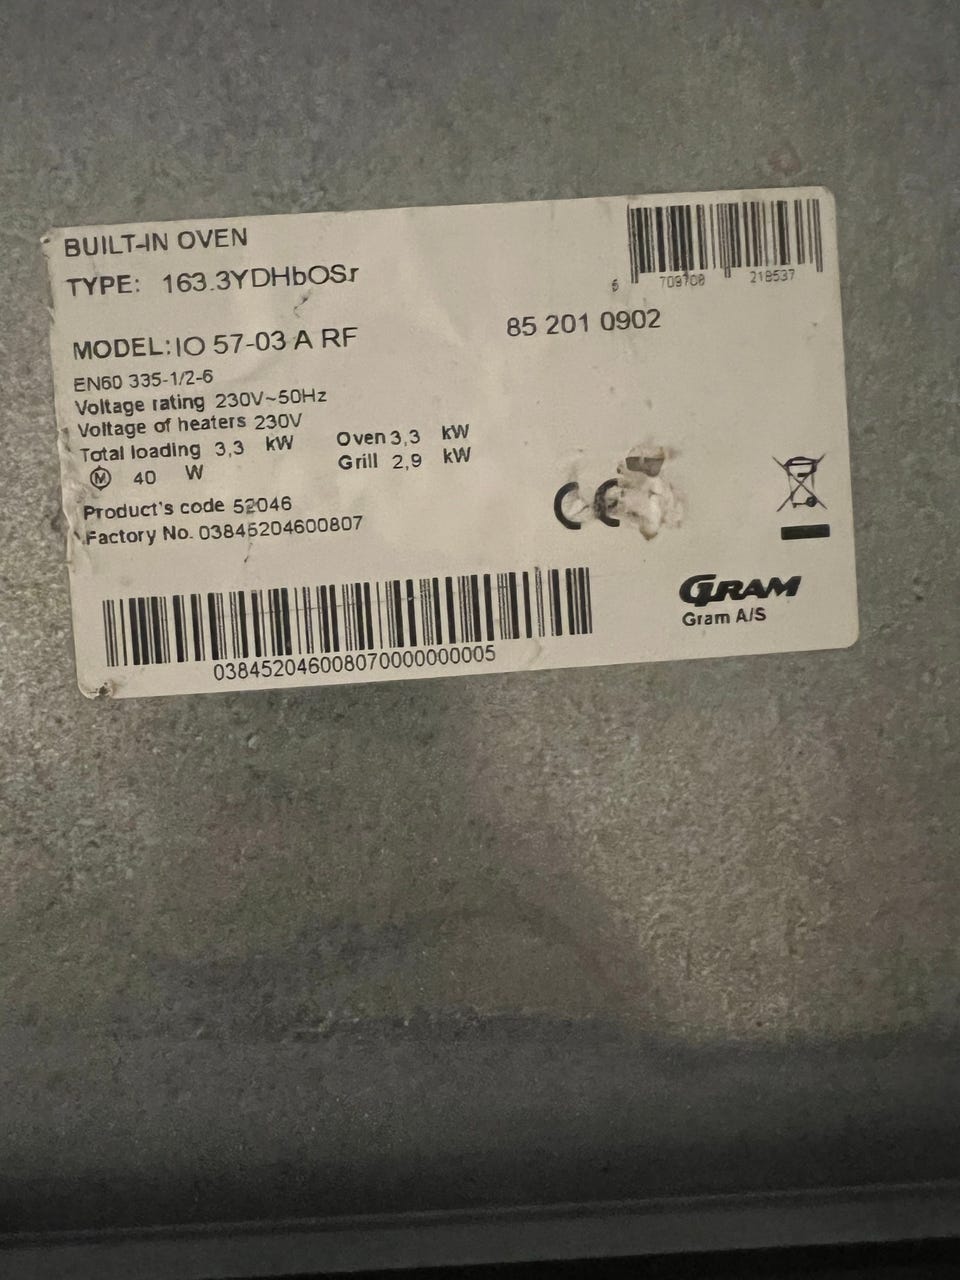 BUILT-IN OVEN
TYPE: 163.3YDHbOSr
6 709708 218537
MODEL: IO 57-03 A RF
85 201 0902
EN60 335-1/2-6
Voltage rating 230V~50Hz
Voltage of heaters 230V
Total loading 3,3 kW
Oven 3,3 kW
M 40 W
Grill 2,9 kW
Product's code 52046
Factory No. 03845204600807
CE
038452046008070000000005
GRAM
Gram A/S